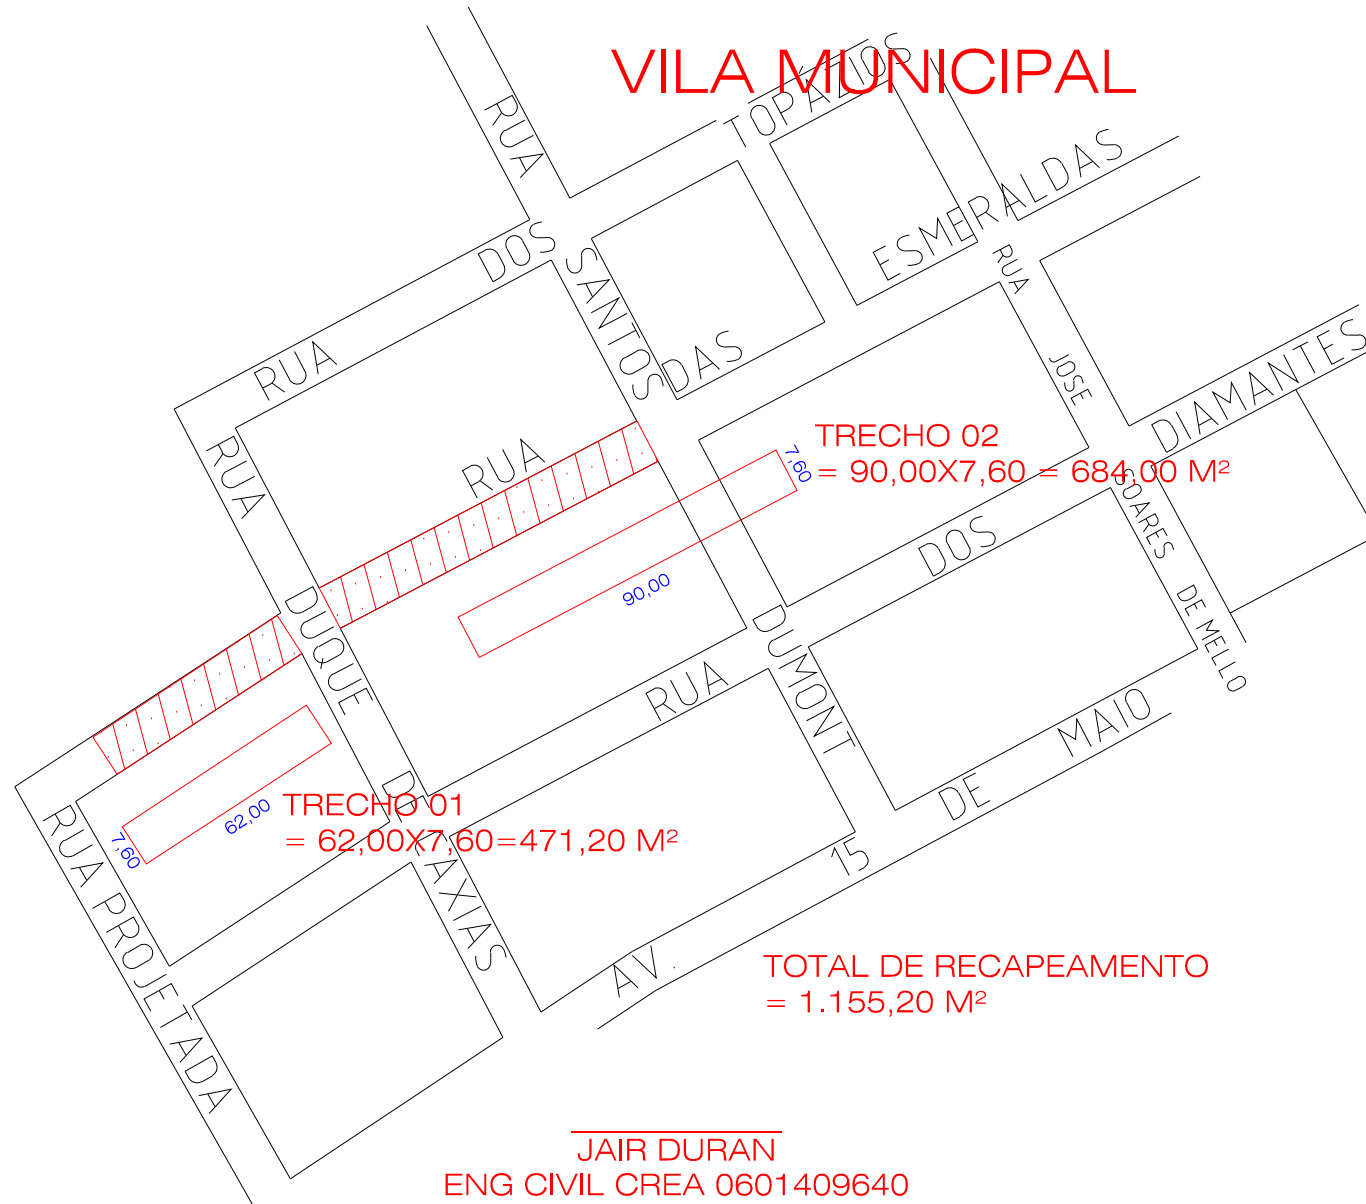 VILA MUNICIPAL
RUA DOS TOPÁZIOS
RUA DAS ESMERALDAS
RUA DOS DIAMANTES
RUA SANTOS DUMONT
RUA DUQUE DE CAXIAS
RUA JOSE SOARES DE MELLO
RUA PROJETADA
AV. 15 DE MAIO
TRECHO 02
= 90,00X7,60 = 684,00 M²
7,60
90,00
TRECHO 01
= 62,00X7,60=471,20 M²
62,00
7,60
TOTAL DE RECAPEAMENTO
= 1.155,20 M²
JAIR DURAN
ENG CIVIL CREA 0601409640